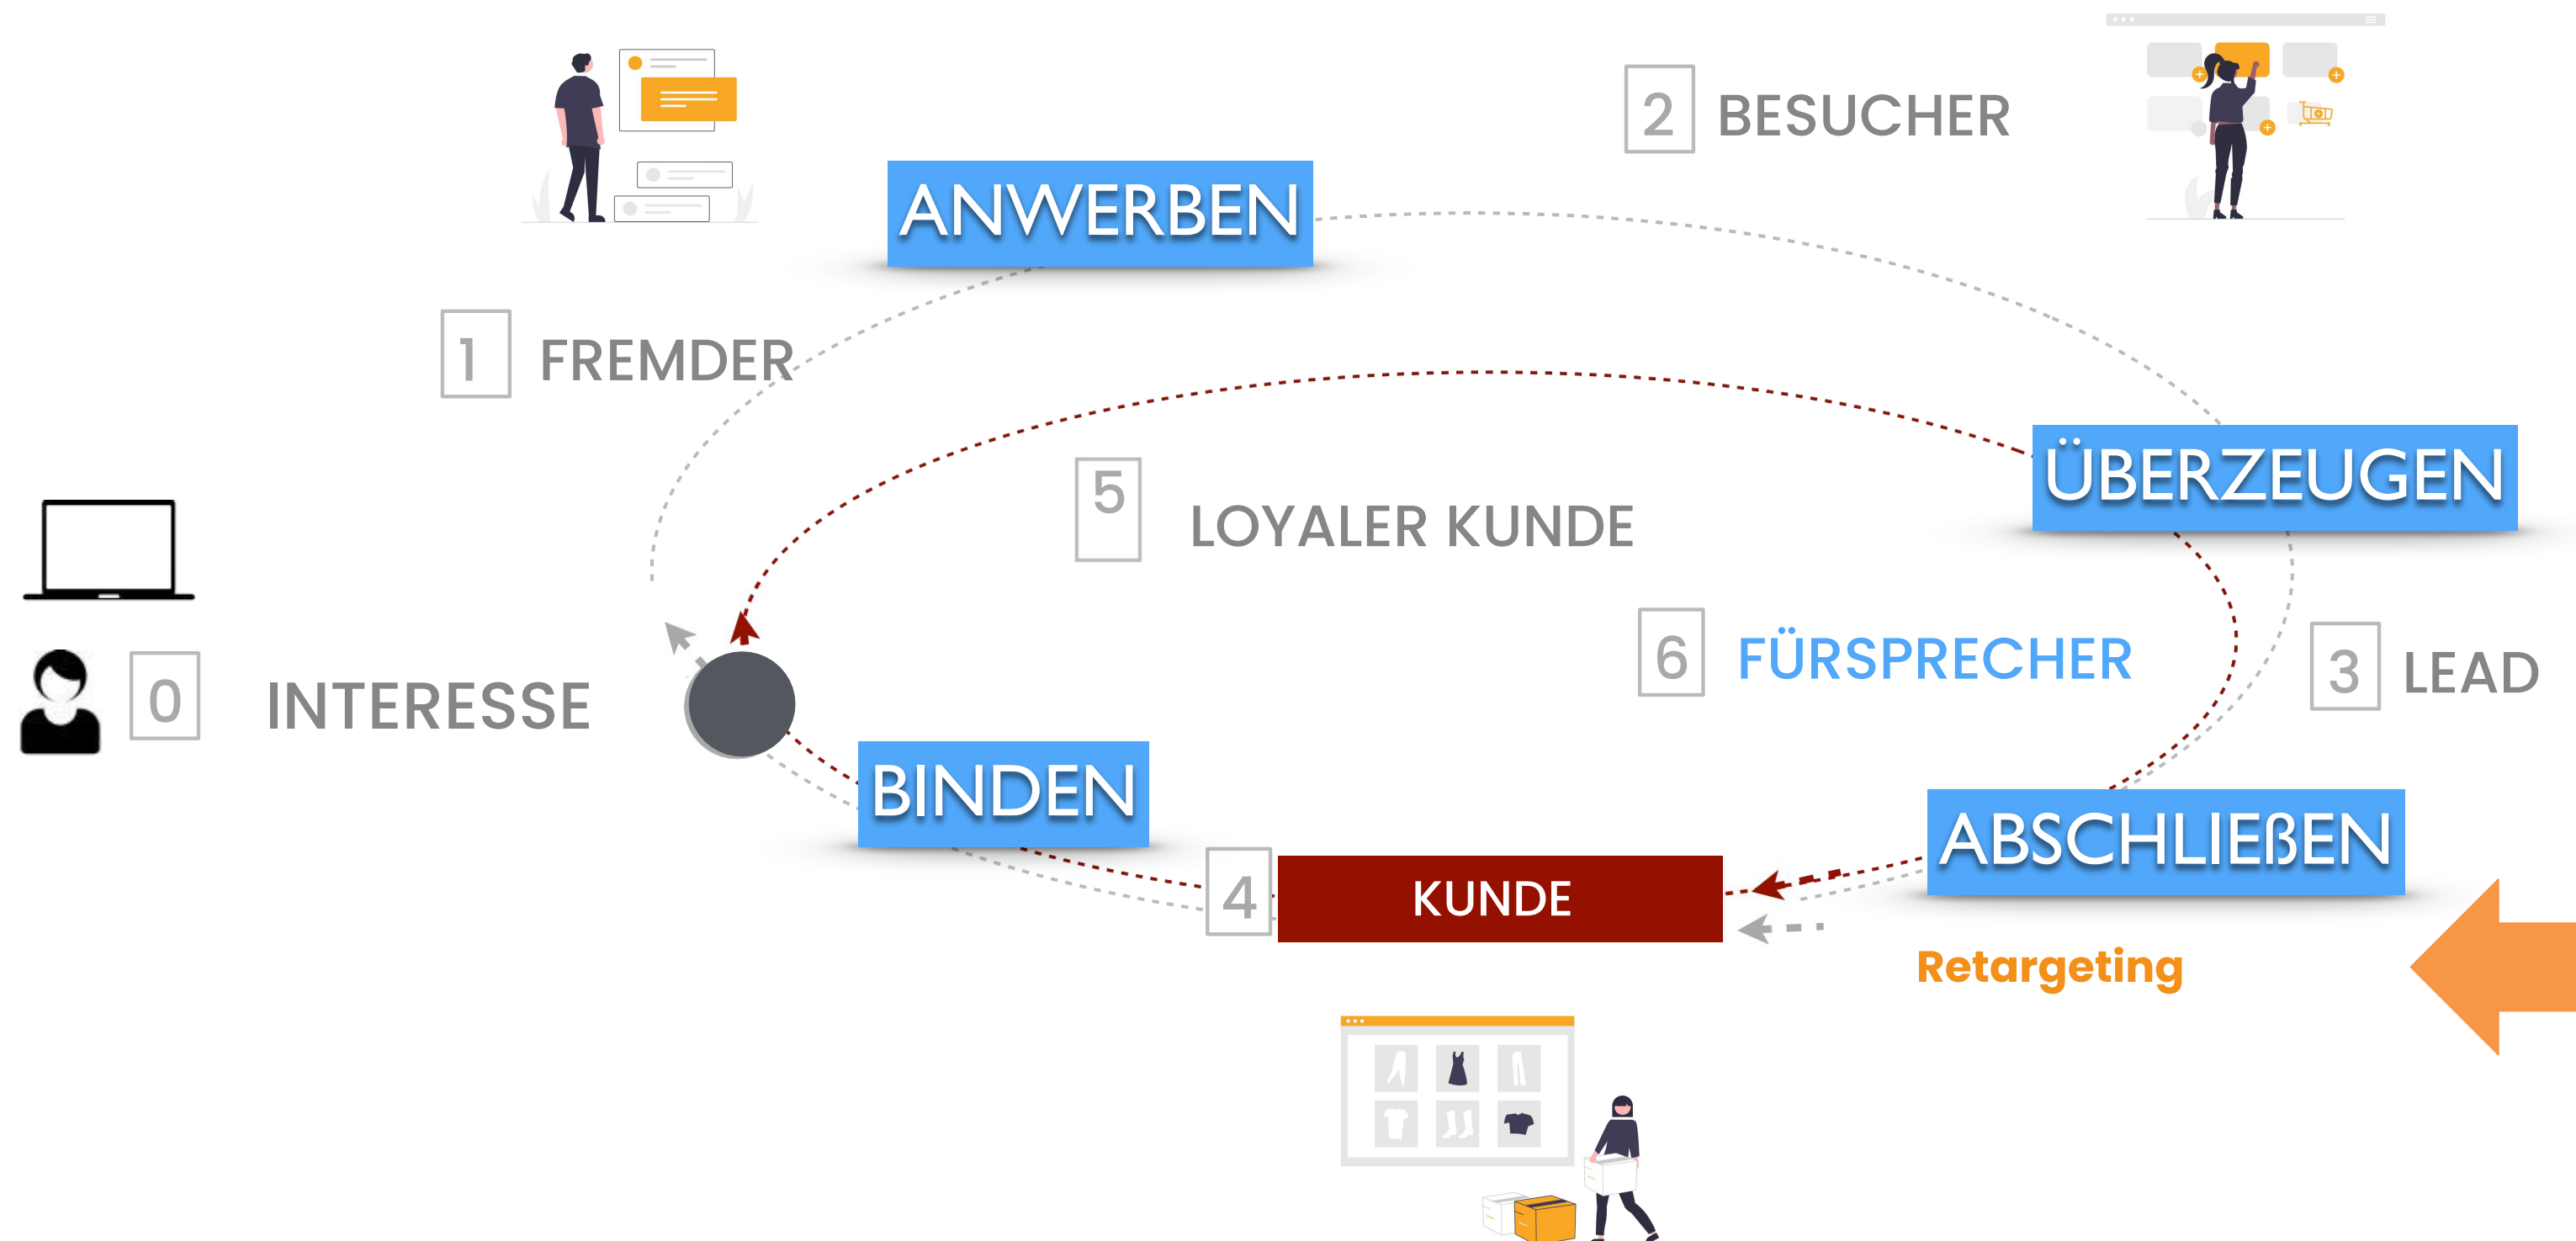 2 BESUCHER
ANWERBEN
1 FREMDER
ÜBERZEUGEN
5 LOYALER KUNDE
6 FÜRSPRECHER
3 LEAD
0 INTERESSE
BINDEN
ABSCHLIEßEN
4 KUNDE
Retargeting